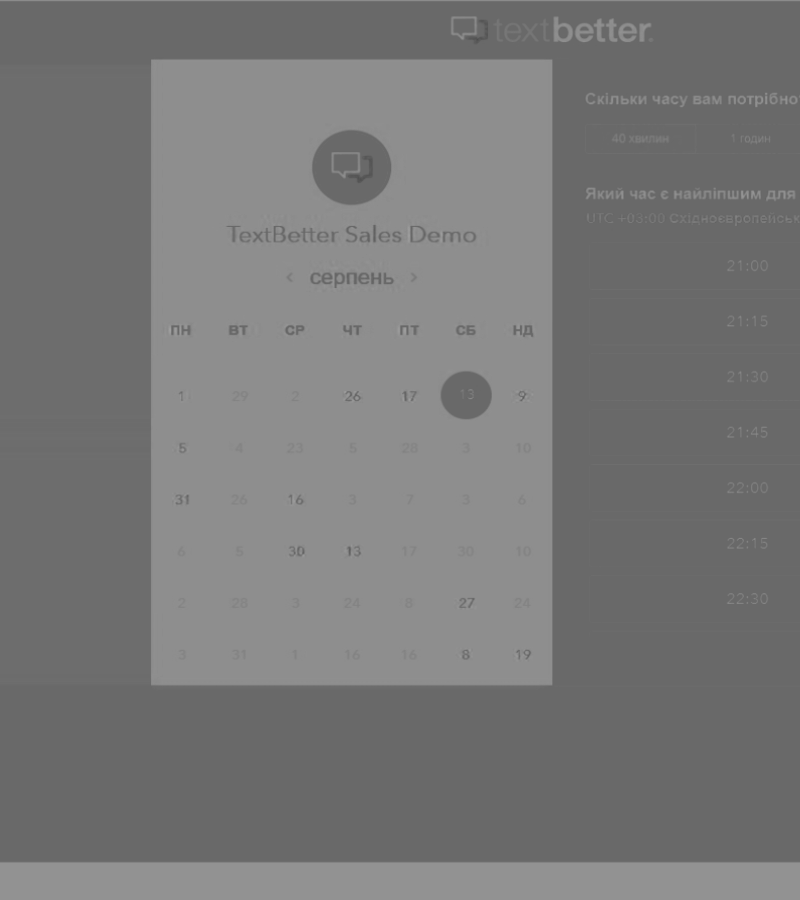 textbetter.
TextBetter Sales Demo
< серпень >
ПН ВТ СР ЧТ ПТ СБ НД
1 29 2 26 17 13 9
5 4 23 5 28 3 10
31 26 16 3 7 3 6
6 5 30 13 17 30 10
2 28 3 24 8 27 24
3 31 1 16 16 8 19
Скільки часу вам потрібно
40 хвилин 1 годин
Який час є найліпшим для
UTC +03:00 Східноєвропейськ
21:00
21:15
21:30
21:45
22:00
22:15
22:30